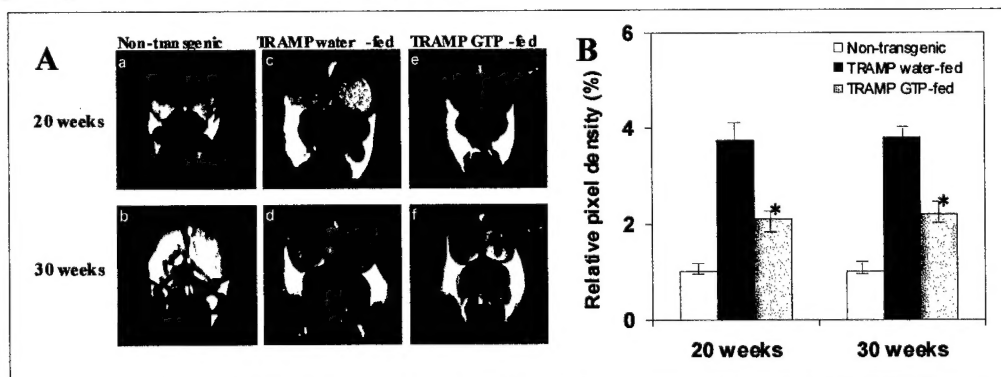 A
Non-transgenic TRAMP water -fed TRAMP GTP -fed
a c e
20 weeks
b d f
30 weeks
B
Relative pixel density (%)
6
4
2
0
Non-transgenic
TRAMP water-fed
TRAMP GTP-fed
* *
20 weeks 30 weeks